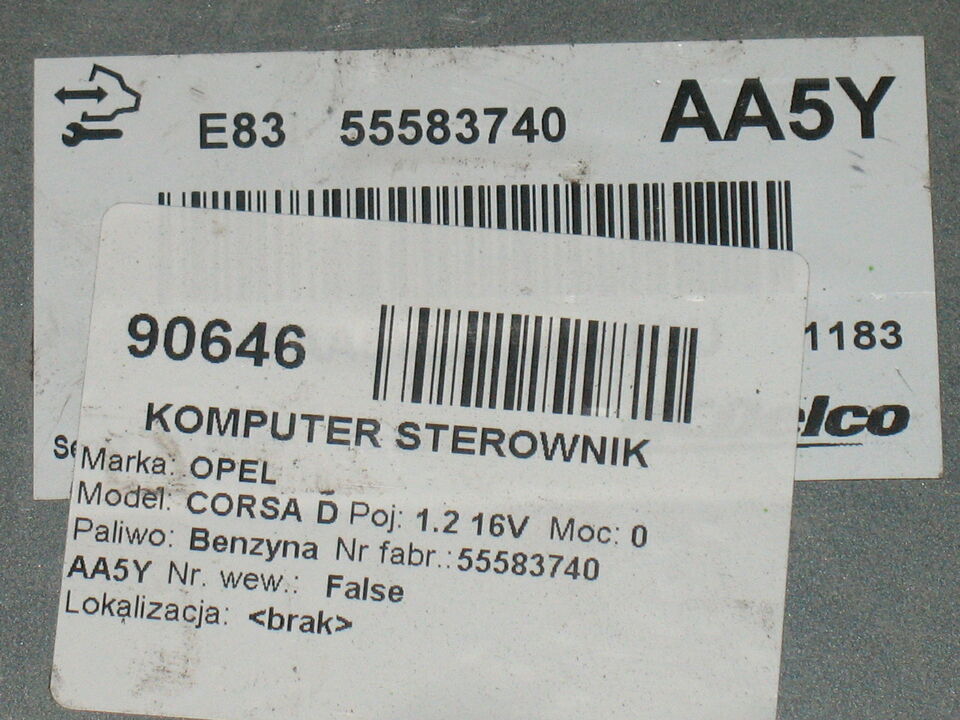 E83 55583740 AA5Y
1183
90646
elco
KOMPUTER STEROWNIK
se
Marka: OPEL
Model: CORSA D Poj: 1.2 16V Moc: 0
Paliwo: Benzyna Nr fabr.:55583740
AA5Y Nr. wew.: False
Lokalizacja: <brak>